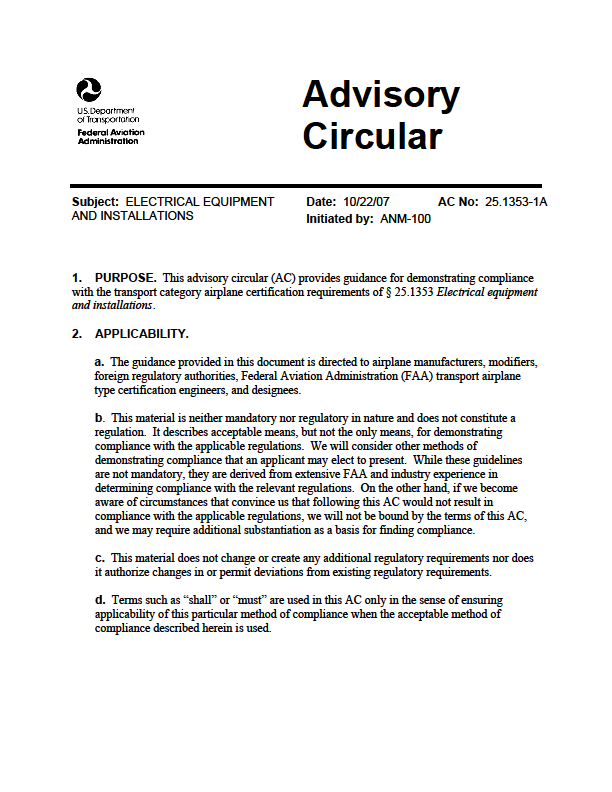 Advisory
Circular
U.S. Department
of Transportation
Federal Aviation
Administration
Subject: ELECTRICAL EQUIPMENT
AND INSTALLATIONS
Date: 10/22/07
AC No: 25.1353-1A
Initiated by: ANM-100
1. PURPOSE. This advisory circular (AC) provides guidance for demonstrating compliance
with the transport category airplane certification requirements of § 25.1353 Electrical equipment
and installations.
2. APPLICABILITY.
a. The guidance provided in this document is directed to airplane manufacturers, modifiers,
foreign regulatory authorities, Federal Aviation Administration (FAA) transport airplane
type certification engineers, and designees.
b. This material is neither mandatory nor regulatory in nature and does not constitute a
regulation. It describes acceptable means, but not the only means, for demonstrating
compliance with the applicable regulations. We will consider other methods of
demonstrating compliance that an applicant may elect to present. While these guidelines
are not mandatory, they are derived from extensive FAA and industry experience in
determining compliance with the relevant regulations. On the other hand, if we become
aware of circumstances that convince us that following this AC would not result in
compliance with the applicable regulations, we will not be bound by the terms of this AC,
and we may require additional substantiation as a basis for finding compliance.
c. This material does not change or create any additional regulatory requirements nor does
it authorize changes in or permit deviations from existing regulatory requirements.
d. Terms such as “shall” or “must” are used in this AC only in the sense of ensuring
applicability of this particular method of compliance when the acceptable method of
compliance described herein is used.